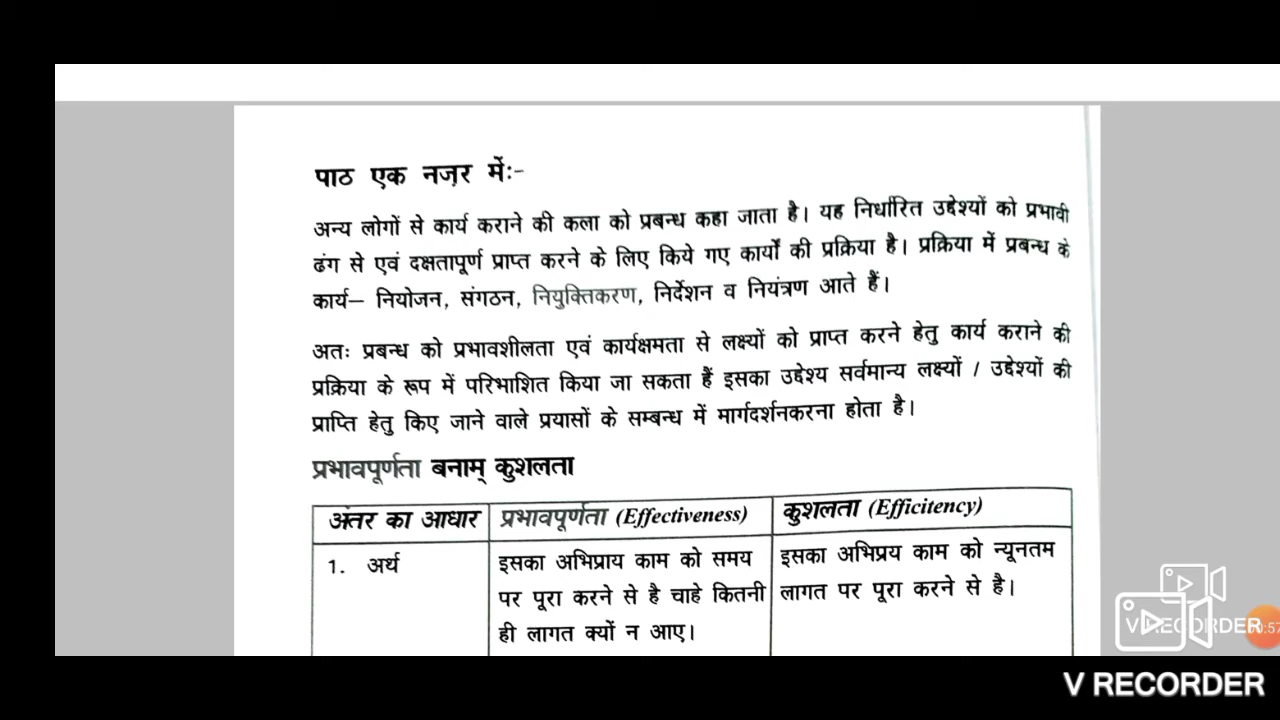 पाठ एक नज़र में:-
अन्य लोगों से कार्य कराने की कला को प्रबन्ध कहा जाता है। यह निर्धारित उद्देश्यों को प्रभावी
ढंग से एवं दक्षतापूर्ण प्राप्त करने के लिए किये गए कार्यों की प्रक्रिया है। प्रक्रिया में प्रबन्ध के
कार्य– नियोजन, संगठन, नियुक्तिकरण, निर्देशन व नियंत्रण आते हैं।
अतः प्रबन्ध को प्रभावशीलता एवं कार्यक्षमता से लक्ष्यों को प्राप्त करने हेतु कार्य कराने की
प्रक्रिया के रूप में परिभाशित किया जा सकता हैं इसका उद्देश्य सर्वमान्य लक्ष्यों / उद्देश्यों की
प्राप्ति हेतु किए जाने वाले प्रयासों के सम्बन्ध में मार्गदर्शनकरना होता है।
प्रभावपूर्णता बनाम् कुशलता
अंतर का आधार प्रभावपूर्णता (Effectiveness) कुशलता (Efficitency)
1. अर्थ इसका अभिप्राय काम को समय इसका अभिप्रय काम को न्यूनतम
पर पूरा करने से है चाहे कितनी लागत पर पूरा करने से है।
ही लागत क्यों न आए।
V RECORDER
:57
V RECORDER